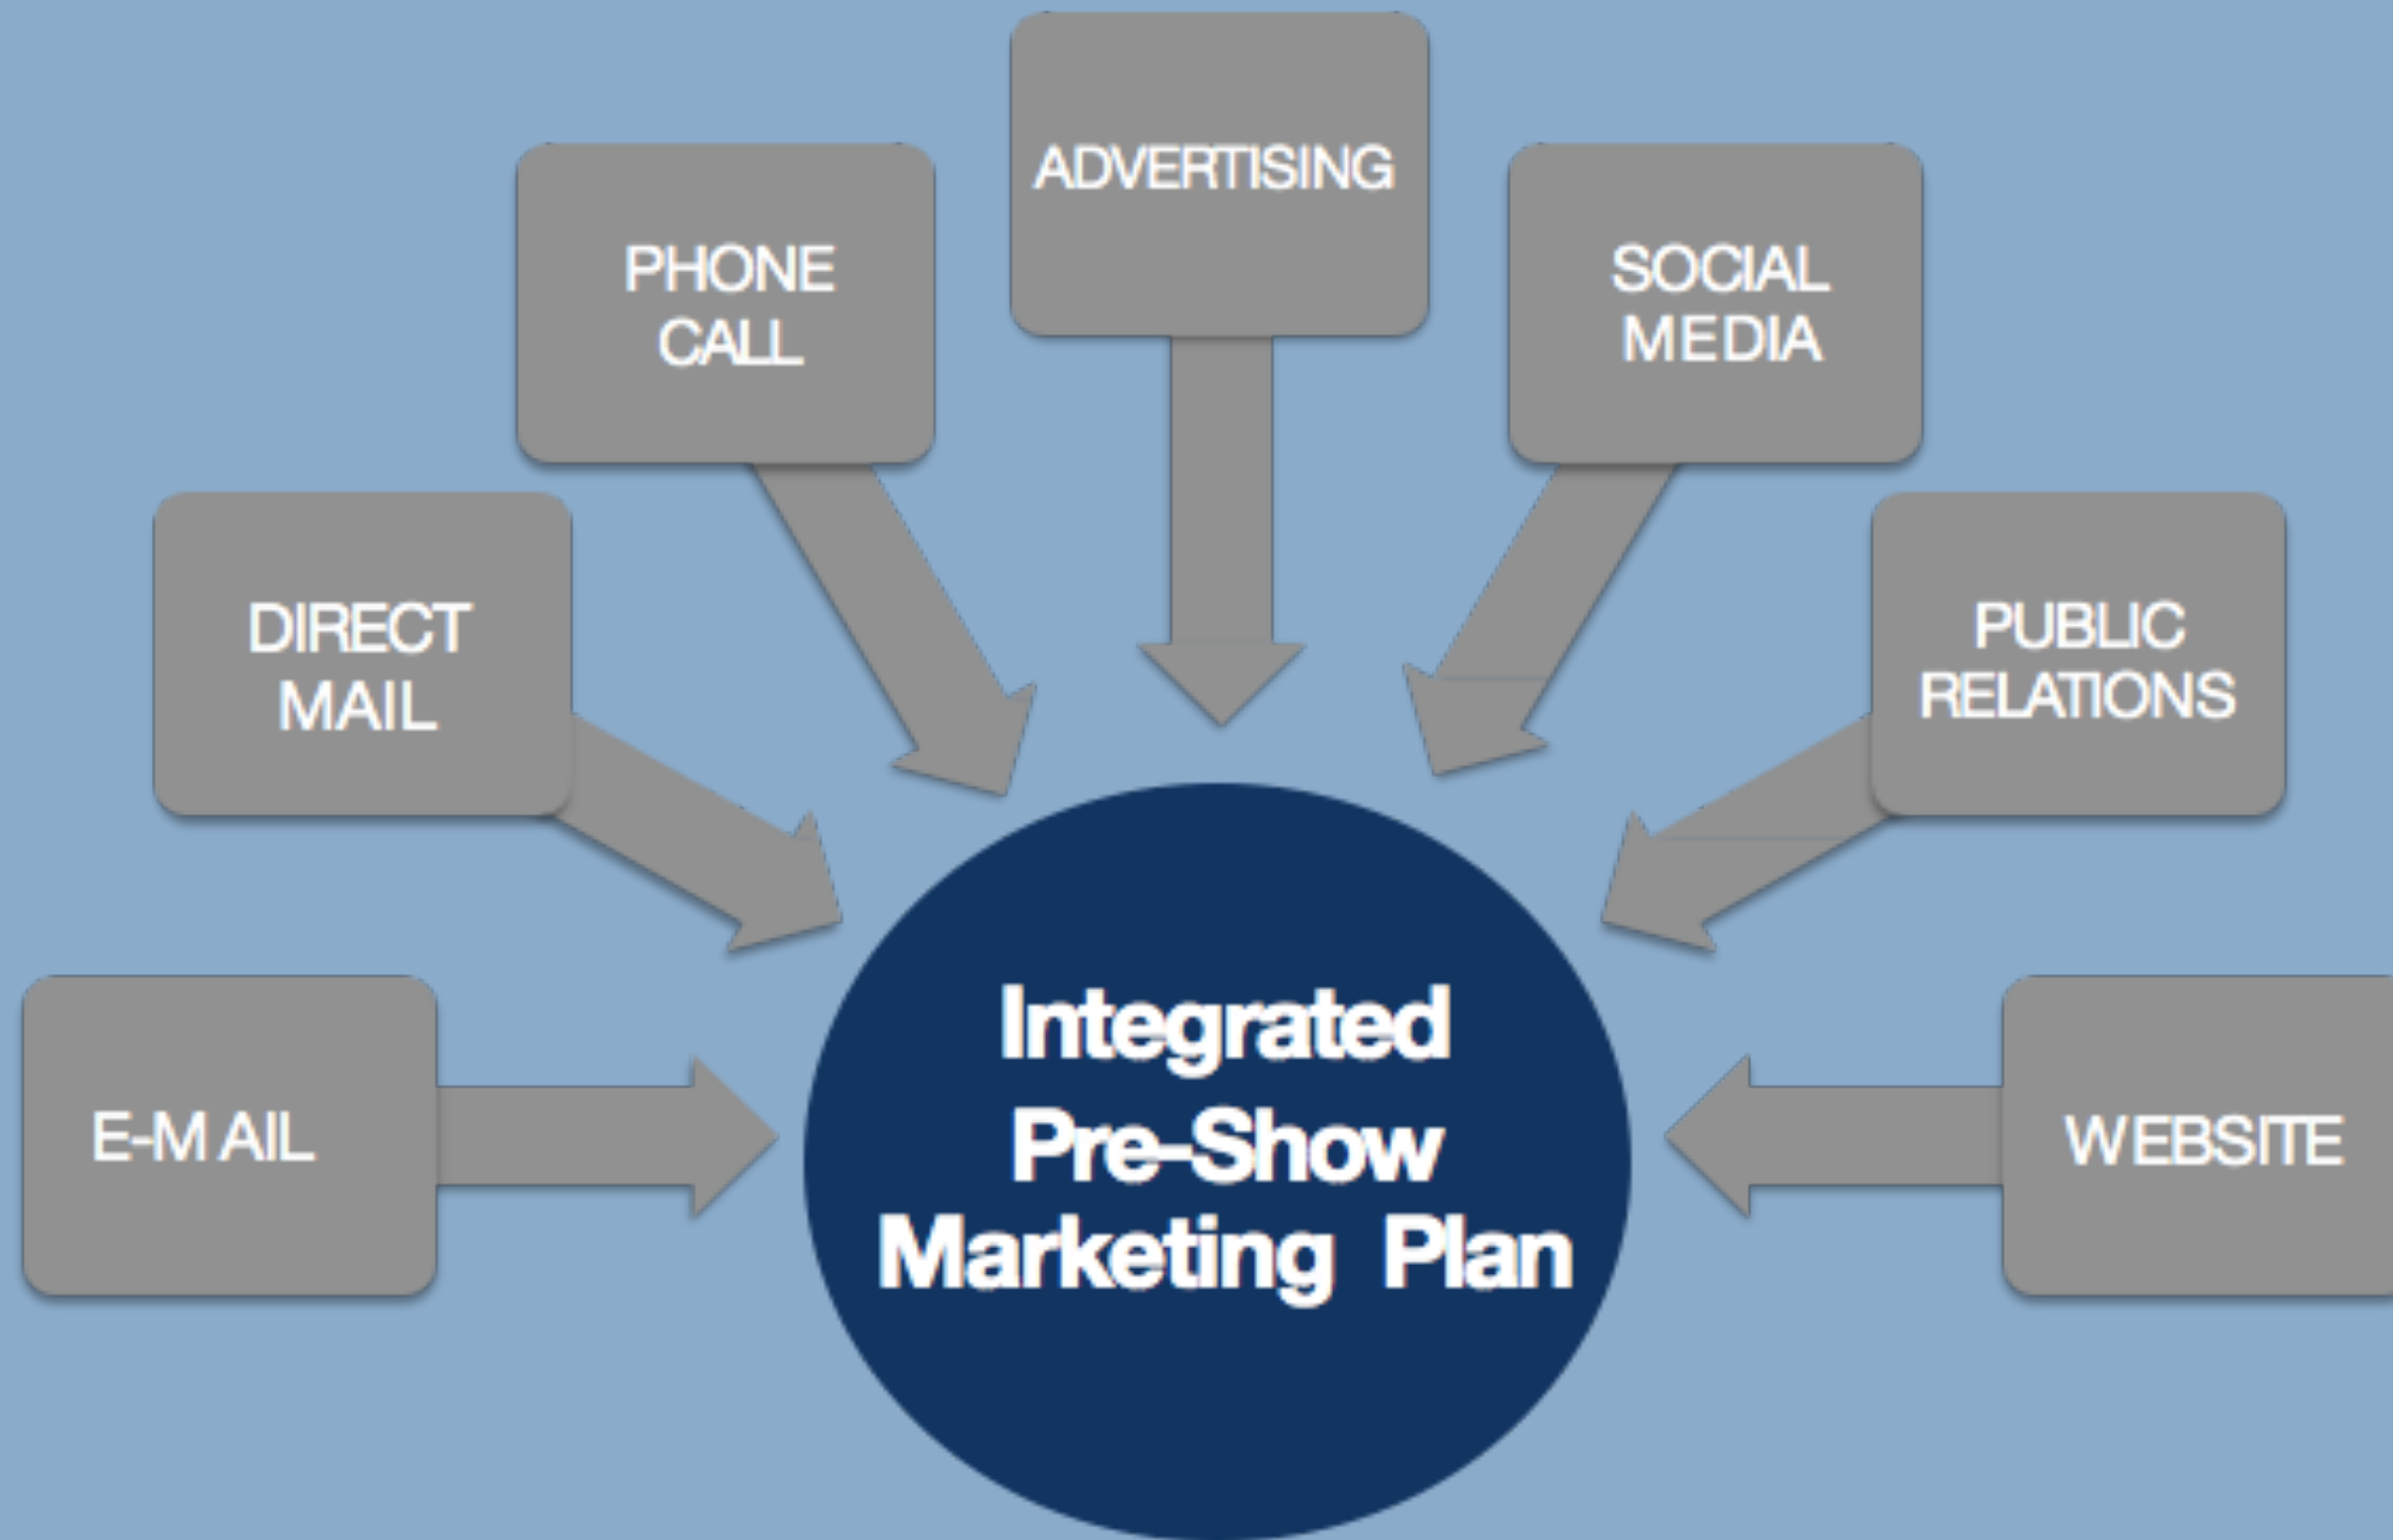 ADVERTISING
PHONE
CALL
SOCIAL
MEDIA
DIRECT
MAIL
PUBLIC
RELATIONS
E-MAIL
WEBSITE
Integrated
Pre-Show
Marketing Plan